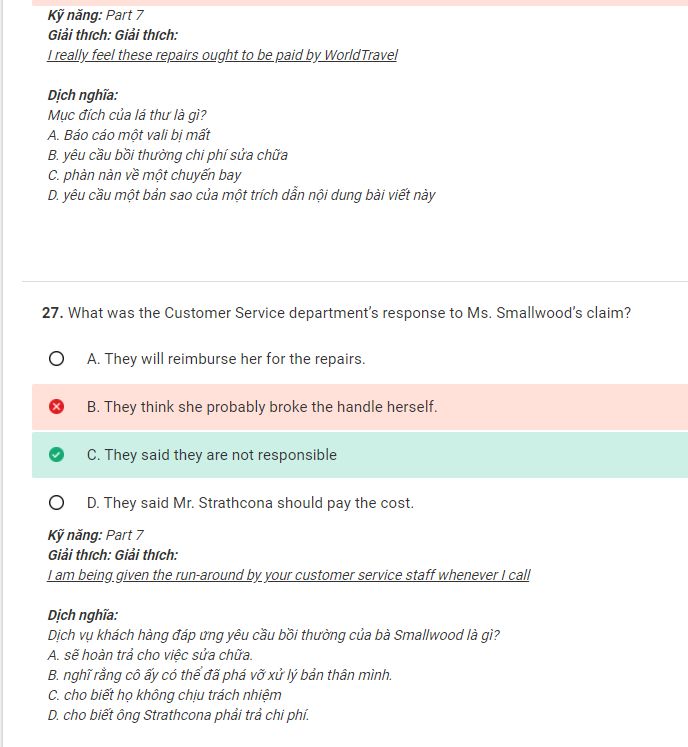 Kỹ năng: Part 7
Giải thích: Giải thích:
I really feel these repairs ought to be paid by WorldTravel
Dịch nghĩa:
Mục đích của lá thư là gì?
A. Báo cáo một vali bị mất
B. yêu cầu bồi thường chi phí sửa chữa
C. phàn nàn về một chuyến bay
D. yêu cầu một bản sao của một trích dẫn nội dung bài viết này
27. What was the Customer Service department's response to Ms. Smallwood's claim?
A. They will reimburse her for the repairs.
B. They think she probably broke the handle herself.
C. They said they are not responsible
D. They said Mr. Strathcona should pay the cost.
Kỹ năng: Part 7
Giải thích: Giải thích:
I am being given the run-around by your customer service staff whenever I call
Dịch nghĩa:
Dịch vụ khách hàng đáp ứng yêu cầu bồi thường của bà Smallwood là gì?
A. sẽ hoàn trả cho việc sửa chữa.
B. nghĩ rằng cô ấy có thể đã phá vỡ xử lý bản thân mình.
C. cho biết họ không chịu trách nhiệm
D. cho biết ông Strathcona phải trả chi phí.